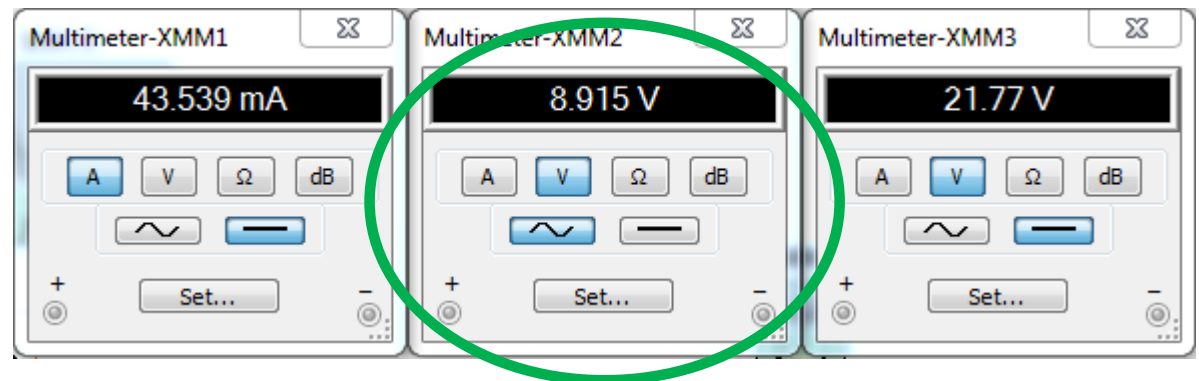 Multimeter-XMM1
43.539 mA
A V Ω dB
+ −
Set...
Multimeter-XMM2
8.915 V
A V Ω dB
+ −
Set...
Multimeter-XMM3
21.77 V
A V Ω dB
+ −
Set...